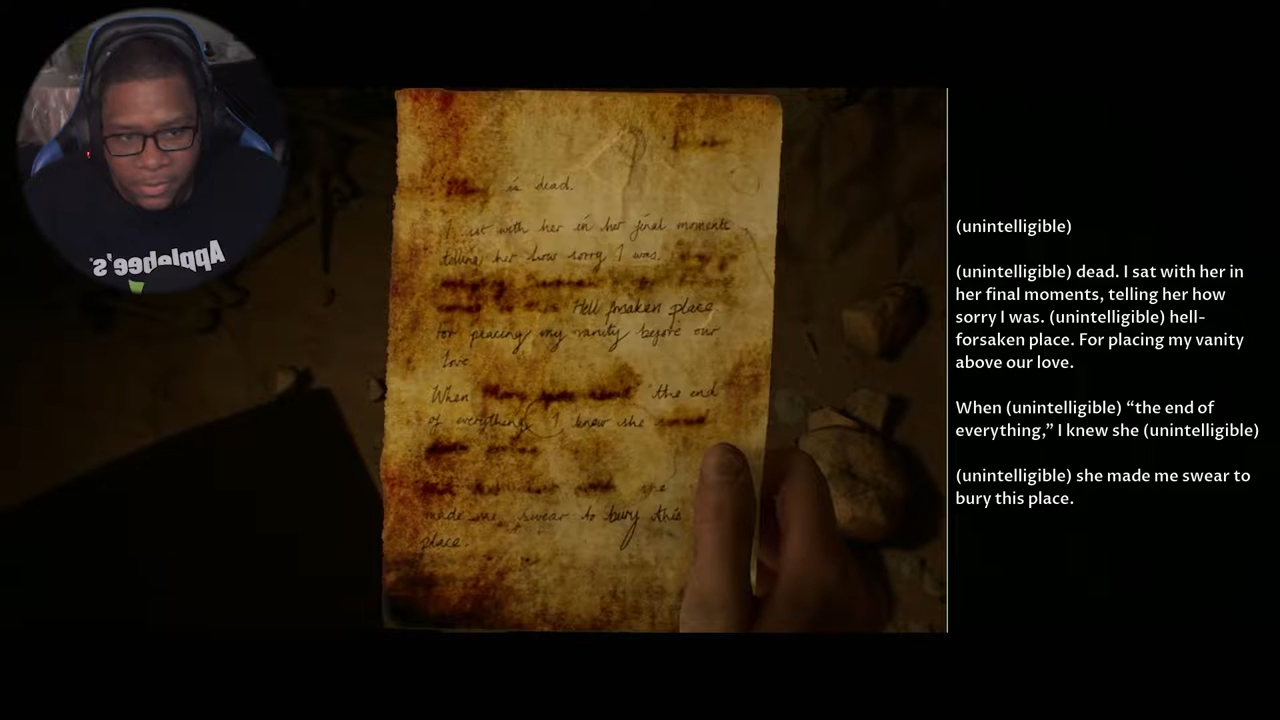 Applebee's
is dead.
I sat with her in her final moments
telling her how sorry I was.
Hell forsaken place.
for placing my vanity before our
love
When "the end
of everything," I knew she
she
made me swear to bury this
place.
(unintelligible)
(unintelligible) dead. I sat with her in
her final moments, telling her how
sorry I was. (unintelligible) hell-
forsaken place. For placing my vanity
above our love.
When (unintelligible) “the end of
everything,” I knew she (unintelligible)
(unintelligible) she made me swear to
bury this place.